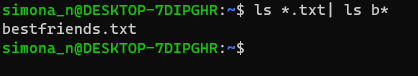 simona_n@DESKTOP-7DIPGHR:~$ ls *.txt| ls b*
bestfriends.txt
simona_n@DESKTOP-7DIPGHR:~$